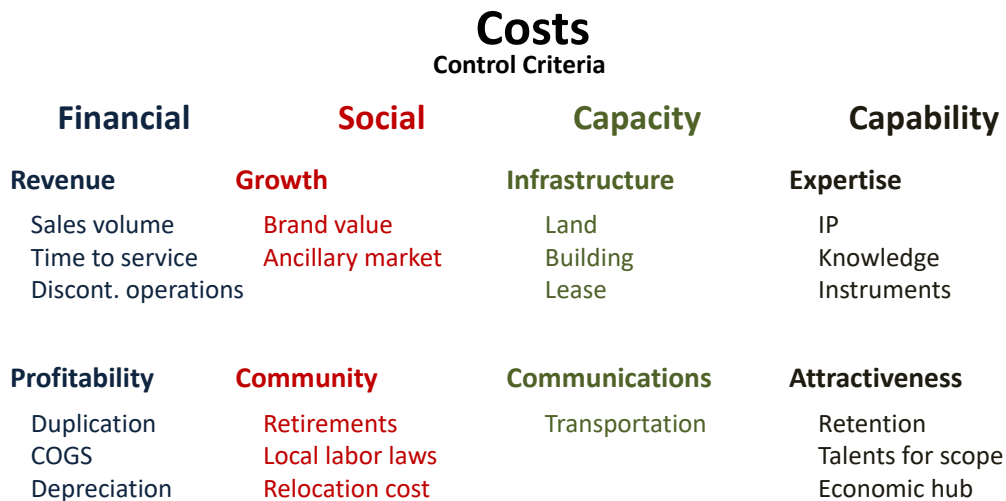 Costs
Control Criteria
Financial
Social
Capacity
Capability
Revenue
Sales volume
Time to service
Discont. operations
Growth
Brand value
Ancillary market
Infrastructure
Land
Building
Lease
Expertise
IP
Knowledge
Instruments
Profitability
Duplication
COGS
Depreciation
Community
Retirements
Local labor laws
Relocation cost
Communications
Transportation
Attractiveness
Retention
Talents for scope
Economic hub